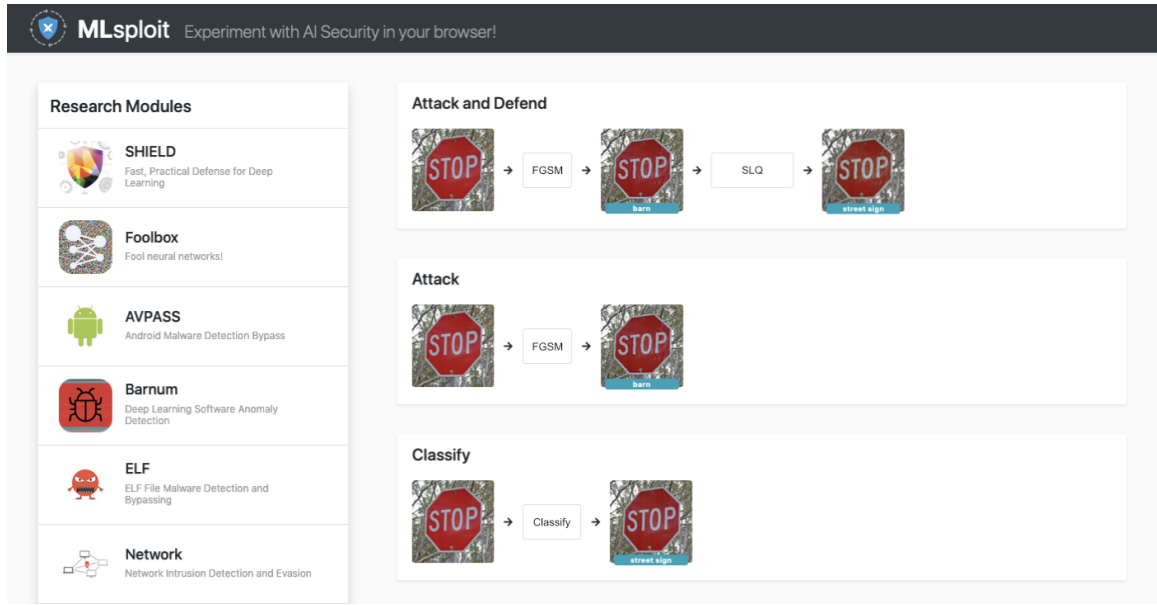 MLsploit Experiment with AI Security in your browser!
Research Modules
SHIELD
Fast, Practical Defense for Deep
Learning
Foolbox
Fool neural networks!
AVPASS
Android Malware Detection Bypass
Barnum
Deep Learning Software Anomaly
Detection
ELF
ELF File Malware Detection and
Bypassing
Network
Network Intrusion Detection and Evasion
Attack and Defend
STOP
FGSM
STOP
barn
SLQ
STOP
street sign
Attack
STOP
FGSM
STOP
barn
Classify
STOP
Classify
STOP
street sign